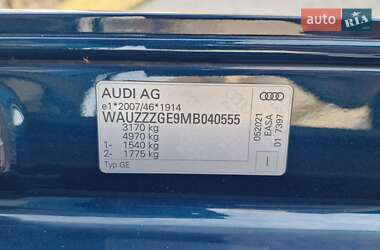 auto RIA
AUDI AG
e1*2007/46*1914
WAUZZZGE9MB040555
3170 kg
4970 kg
1- 1540 kg
2- 1775 kg
Typ GE
052021
EASA
01 7397